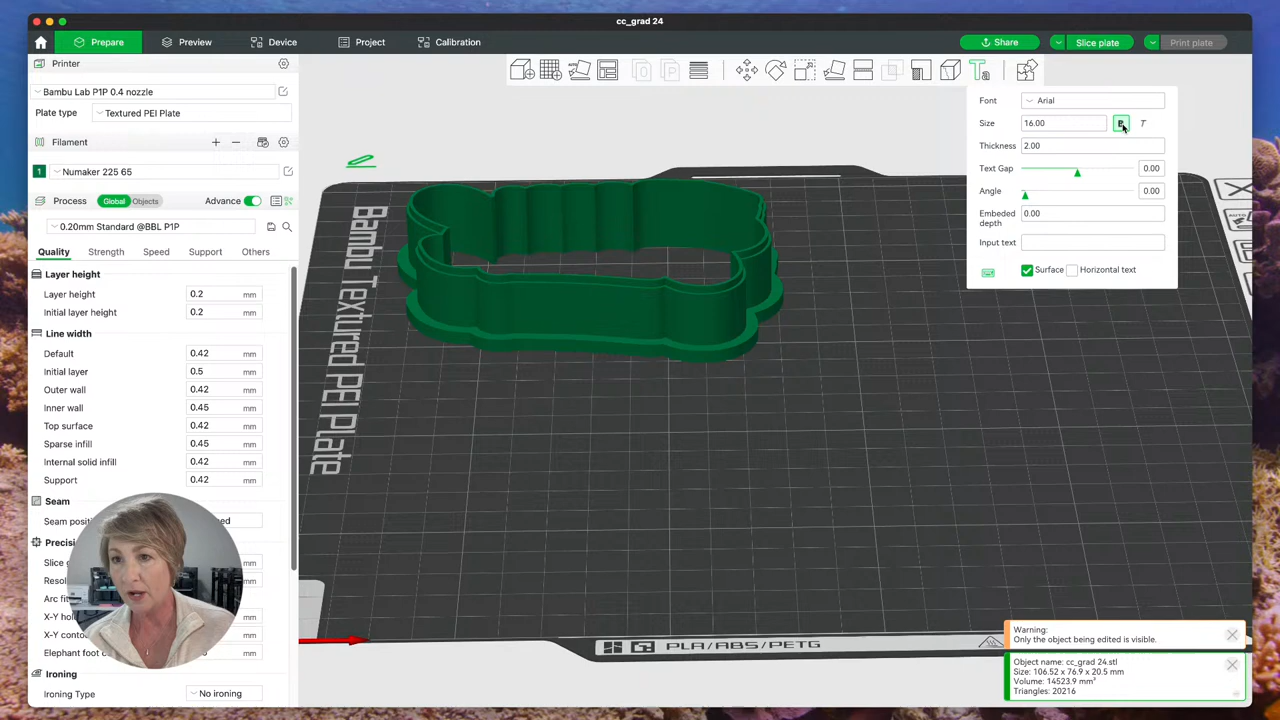 cc_grad 24
Prepare
Preview
Device
Project
Calibration
Share
Slice plate
Print plate
Printer
Bambu Lab P1P 0.4 nozzle
Plate type
Textured PEI Plate
Filament
1
Numaker 225 65
Process
Global
Objects
Advance
0.20mm Standard @BBL P1P
Quality
Strength
Speed
Support
Others
Layer height
Layer height 0.2 mm
Initial layer height 0.2 mm
Line width
Default 0.42 mm
Initial layer 0.5 mm
Outer wall 0.42 mm
Inner wall 0.45 mm
Top surface 0.42 mm
Sparse infill 0.45 mm
Internal solid infill 0.42 mm
Support 0.42 mm
Seam
mm
mm
mm
mm
mm
Ironing
Ironing Type No ironing
Bambu Textured PEI Plate
PLA/ABS/PETG
Font Arial
Size 16.00 B T
Thickness 2.00
Text Gap 0.00
Angle 0.00
Embeded depth 0.00
Input text
Surface
Horizontal text
Warning:
Only the object being edited is visible.
Object name: cc_grad 24.stl
Size: 106.52 x 76.9 x 20.5 mm
Volume: 14523.9 mm³
Triangles: 20216